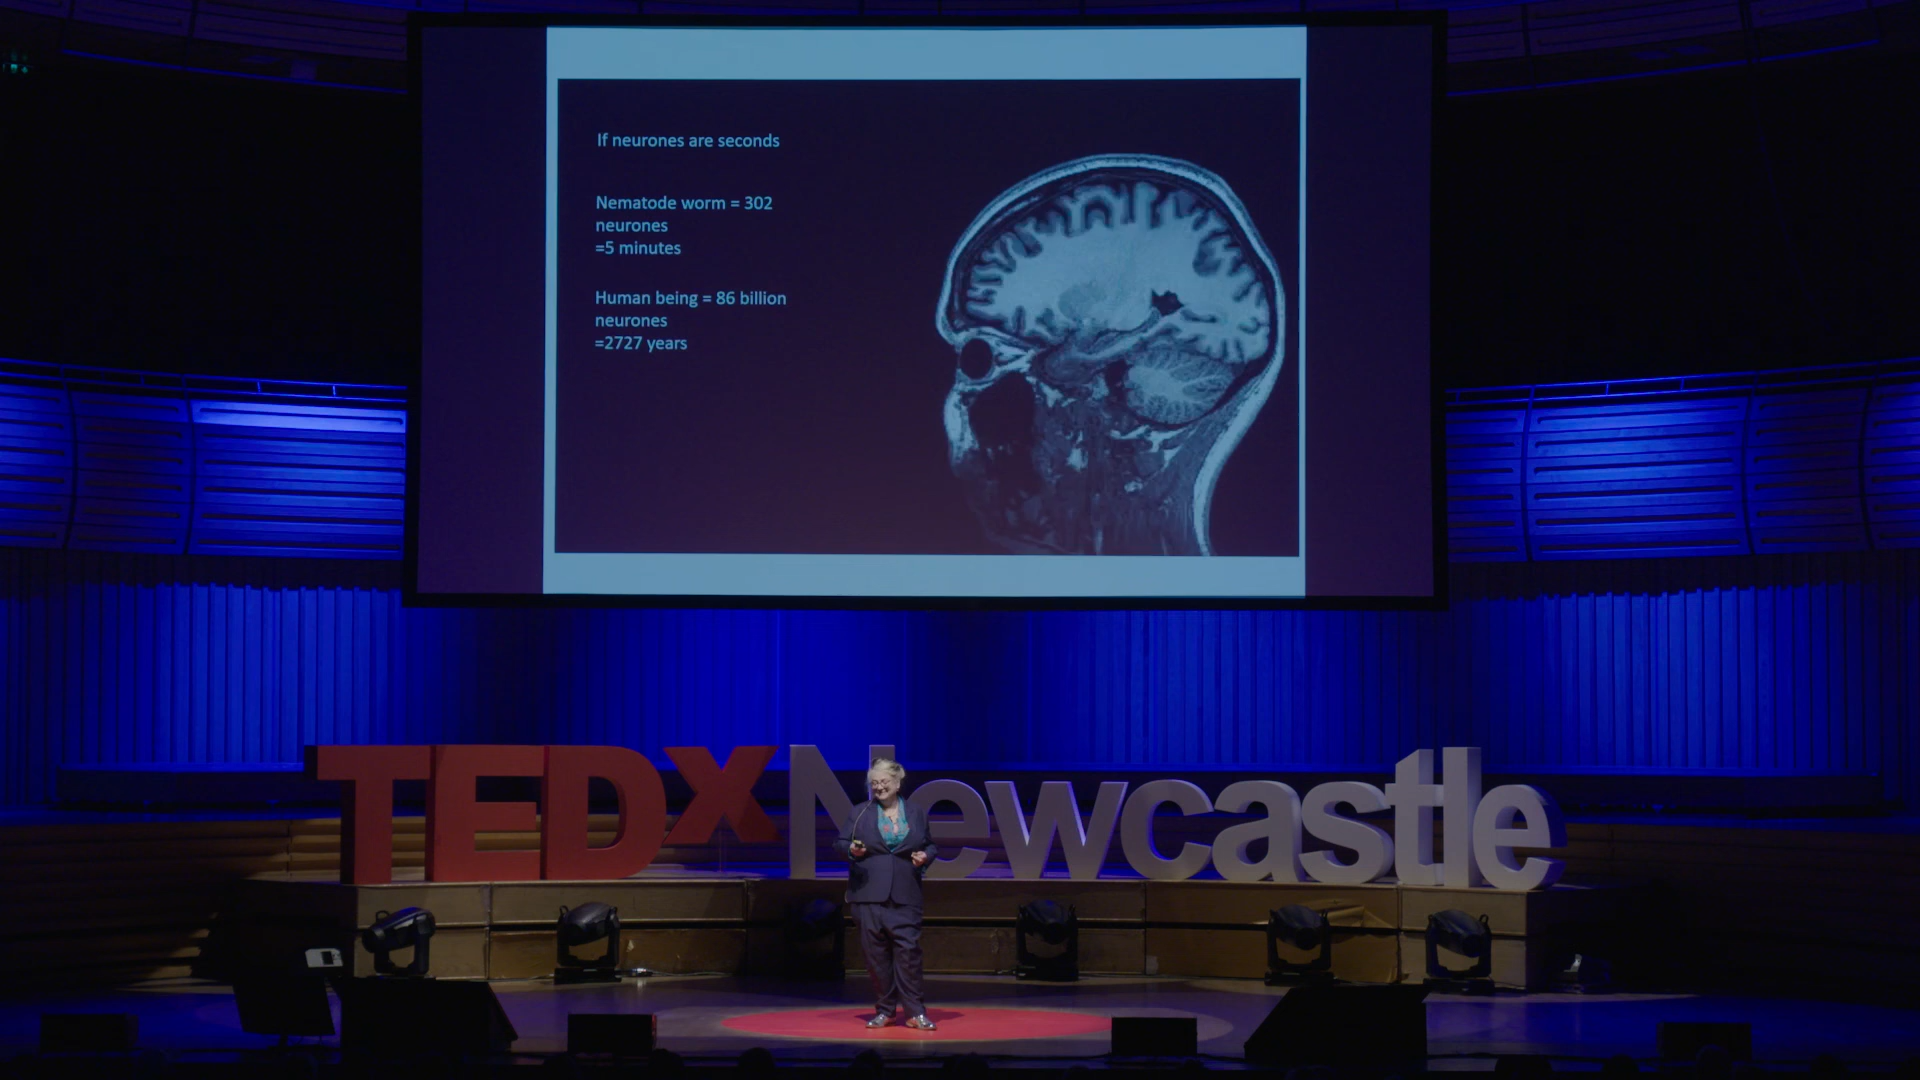 If neurones are seconds
Nematode worm = 302
neurones
=5 minutes
Human being = 86 billion
neurones
=2727 years
TEDxNewcastle